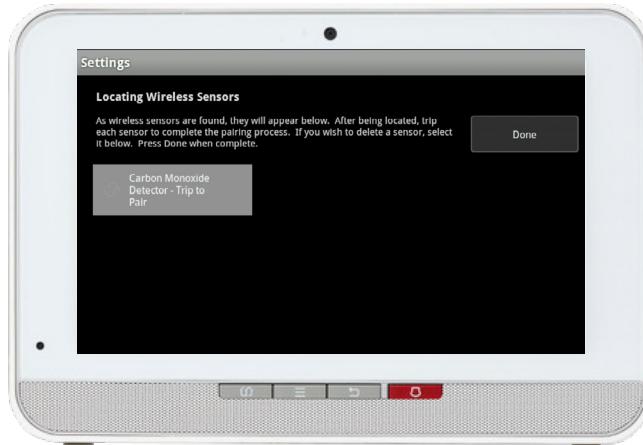 Settings
Locating Wireless Sensors
As wireless sensors are found, they will appear below. After being located, trip
each sensor to complete the pairing process. If you wish to delete a sensor, select
it below. Press Done when complete.
Done
Carbon Monoxide
Detector - Trip to
Pair